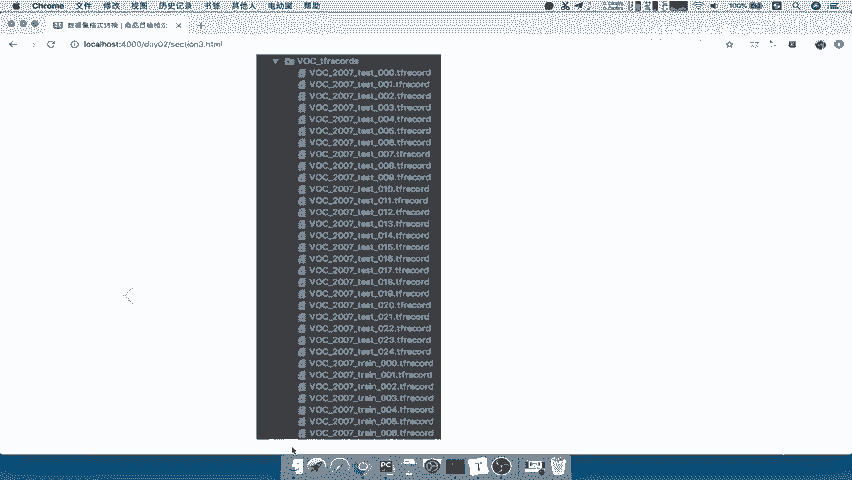 Chrome 文件 修改 视图 历史记录 书签 其他人 电动窗 帮助 100%
数据集格式转换 | 商品目标检
localhost:4000/day02/section3.html
VOC_tfrecords
VOC_2007_test_000.tfrecord
VOC_2007_test_001.tfrecord
VOC_2007_test_002.tfrecord
VOC_2007_test_003.tfrecord
VOC_2007_test_004.tfrecord
VOC_2007_test_005.tfrecord
VOC_2007_test_006.tfrecord
VOC_2007_test_007.tfrecord
VOC_2007_test_008.tfrecord
VOC_2007_test_009.tfrecord
VOC_2007_test_010.tfrecord
VOC_2007_test_011.tfrecord
VOC_2007_test_012.tfrecord
VOC_2007_test_013.tfrecord
VOC_2007_test_014.tfrecord
VOC_2007_test_015.tfrecord
VOC_2007_test_016.tfrecord
VOC_2007_test_017.tfrecord
VOC_2007_test_018.tfrecord
VOC_2007_test_019.tfrecord
VOC_2007_test_020.tfrecord
VOC_2007_test_021.tfrecord
VOC_2007_test_022.tfrecord
VOC_2007_test_023.tfrecord
VOC_2007_test_024.tfrecord
VOC_2007_train_000.tfrecord
VOC_2007_train_001.tfrecord
VOC_2007_train_002.tfrecord
VOC_2007_train_003.tfrecord
VOC_2007_train_004.tfrecord
VOC_2007_train_005.tfrecord
VOC_2007_train_006.tfrecord
PC
T